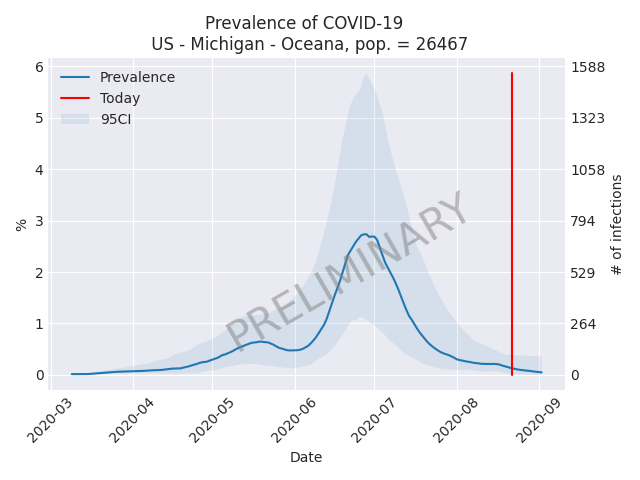 Prevalence of COVID-19
US - Michigan - Oceana, pop. = 26467
Prevalence
Today
95CI
PRELIMINARY
%
6
5
4
3
2
1
0
1588
1323
1058
794
529
264
0
# of infections
2020-03
2020-04
2020-05
2020-06
2020-07
2020-08
2020-09
Date